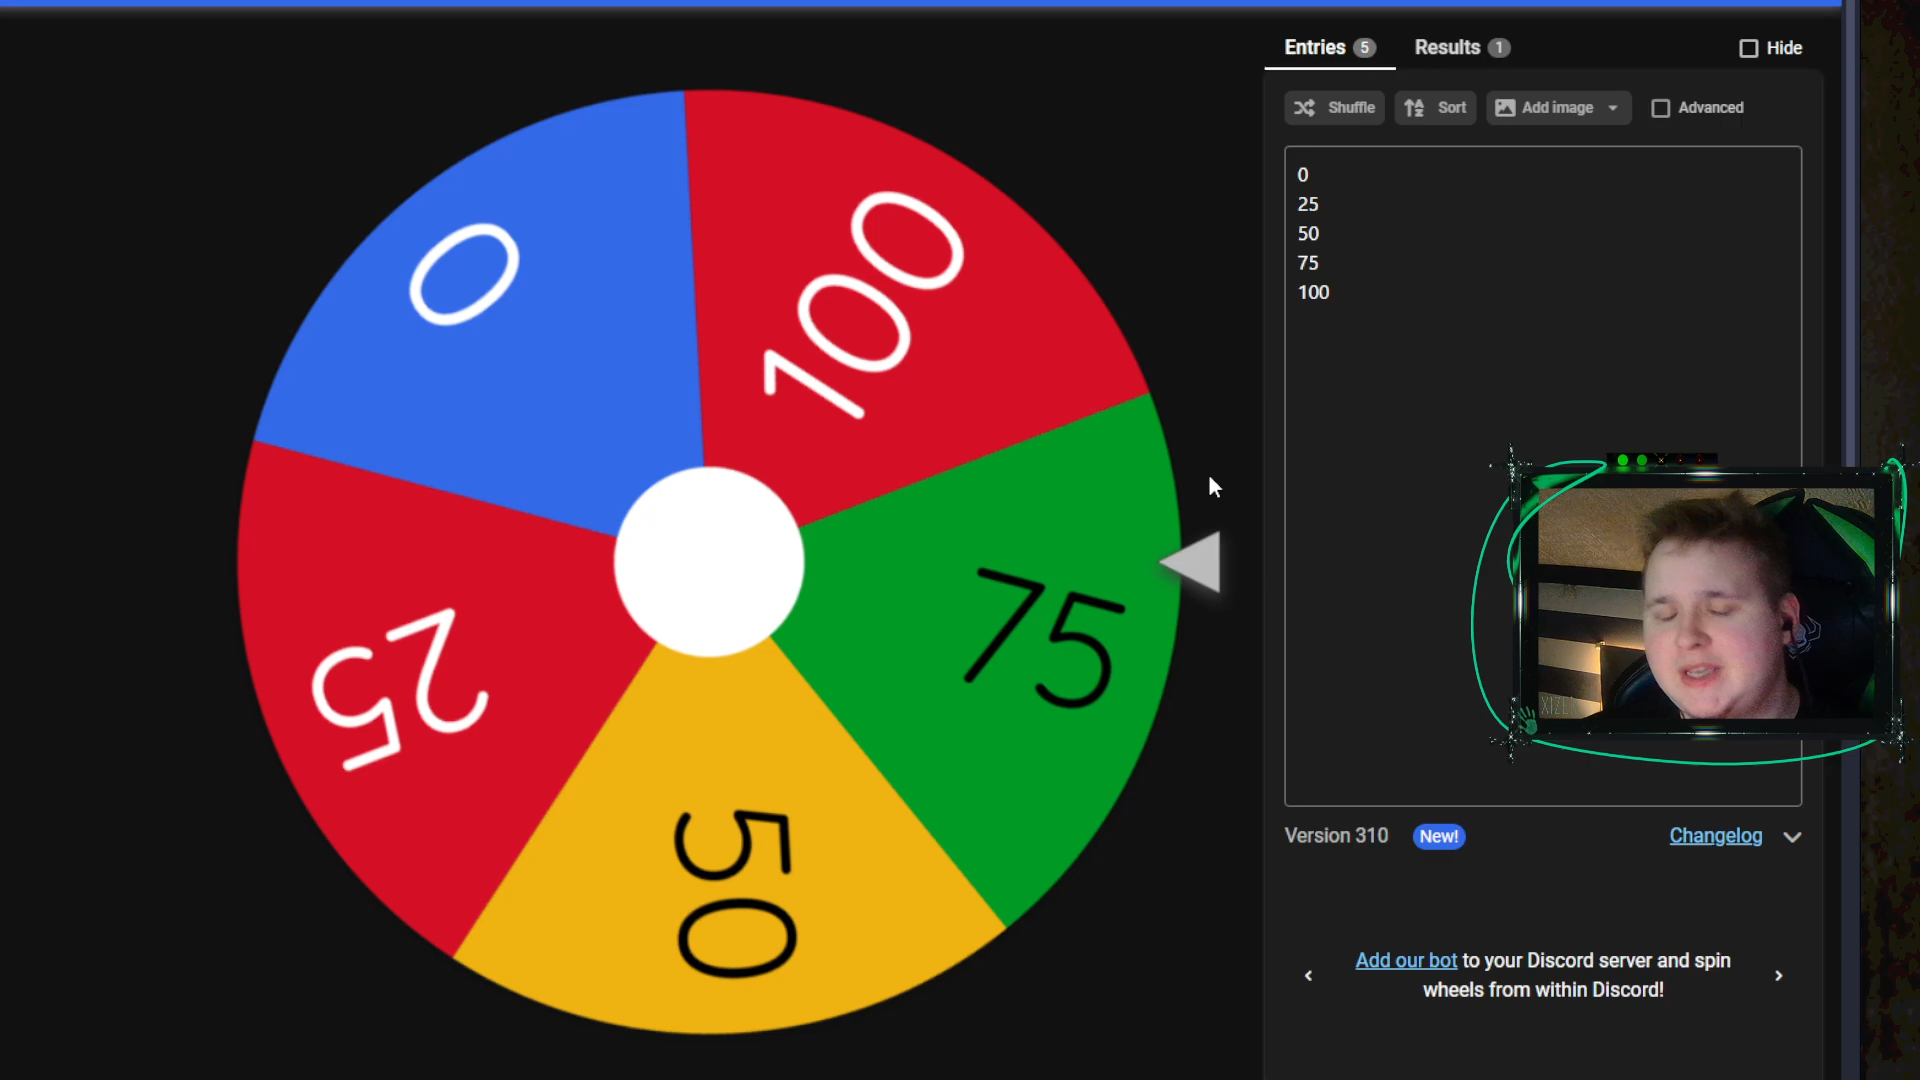 Entries 5 Results 1 Hide
Shuffle Sort Add image Advanced
0
25
50
75
100
0
100
75
25
50
Version 310 New! Changelog
Add our bot to your Discord server and spin
wheels from within Discord!